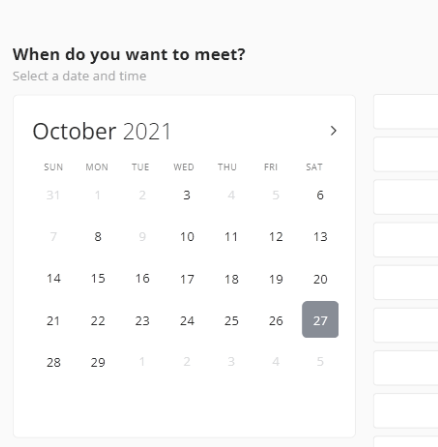 When do you want to meet?
Select a date and time
October 2021
SUN MON TUE WED THU FRI SAT
31 1 2 3 4 5 6
7 8 9 10 11 12 13
14 15 16 17 18 19 20
21 22 23 24 25 26 27
28 29 1 2 3 4 5